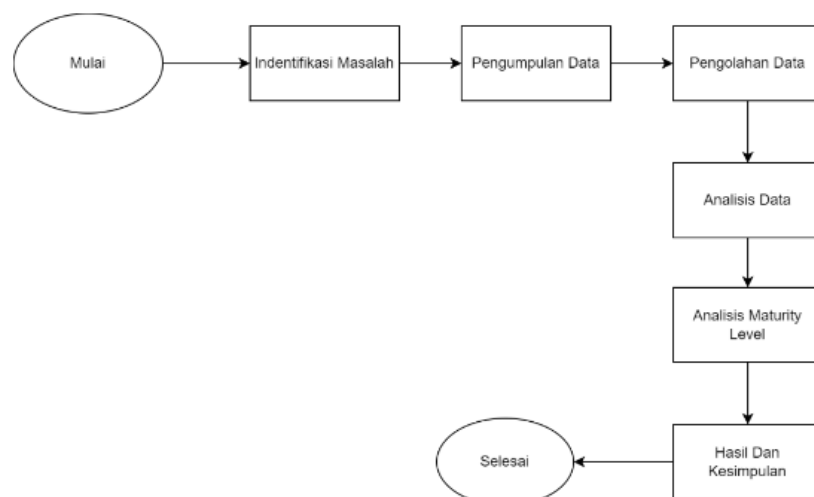 Mulai
Indentifikasi Masalah
Pengumpulan Data
Pengolahan Data
Analisis Data
Analisis Maturity
Level
Hasil Dan
Kesimpulan
Selesai